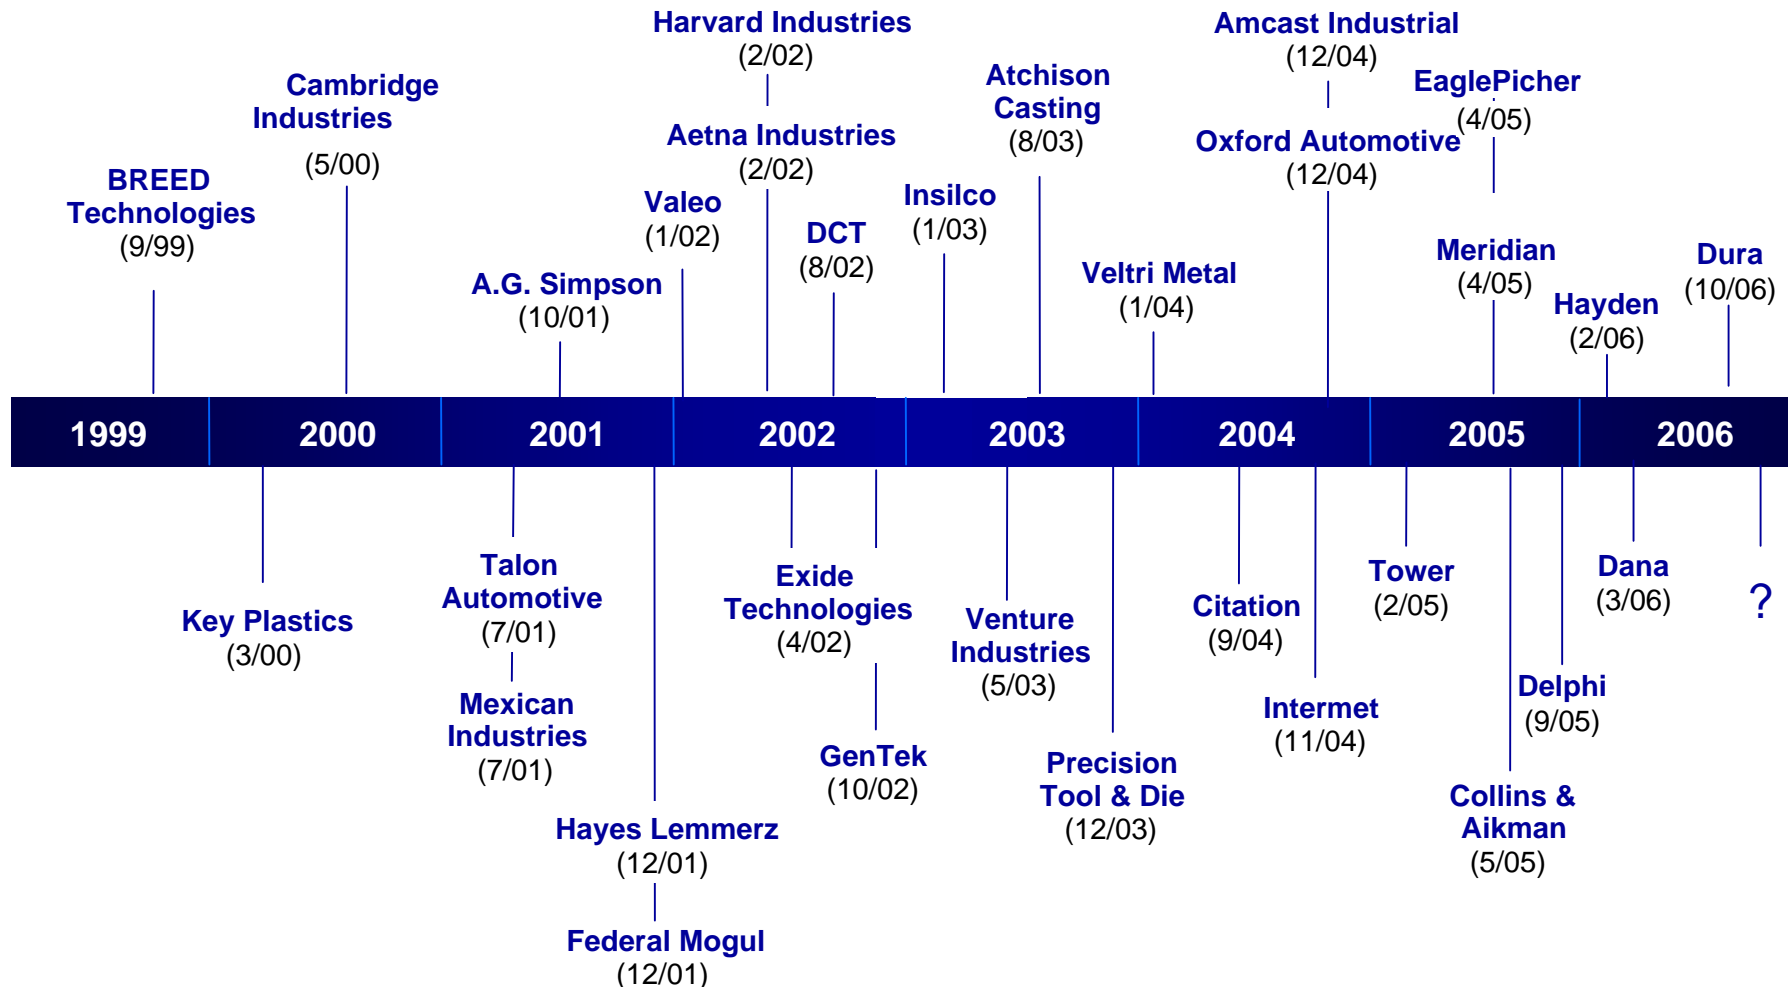 Harvard Industries
(2/02)
Amcast Industrial
(12/04)
Cambridge
Industries
(5/00)
Atchison
Casting
(8/03)
EaglePicher
(4/05)
Aetna Industries
(2/02)
Oxford Automotive
(12/04)
BREED
Technologies
(9/99)
Valeo
(1/02)
Insilco
(1/03)
DCT
(8/02)
Meridian
(4/05)
Dura
(10/06)
A.G. Simpson
(10/01)
Veltri Metal
(1/04)
Hayden
(2/06)
1999 2000 2001 2002 2003 2004 2005 2006
Key Plastics
(3/00)
Talon
Automotive
(7/01)
Mexican
Industries
(7/01)
Hayes Lemmerz
(12/01)
Federal Mogul
(12/01)
Exide
Technologies
(4/02)
GenTek
(10/02)
Venture
Industries
(5/03)
Precision
Tool & Die
(12/03)
Citation
(9/04)
Intermet
(11/04)
Tower
(2/05)
Collins &
Aikman
(5/05)
Delphi
(9/05)
Dana
(3/06)
?